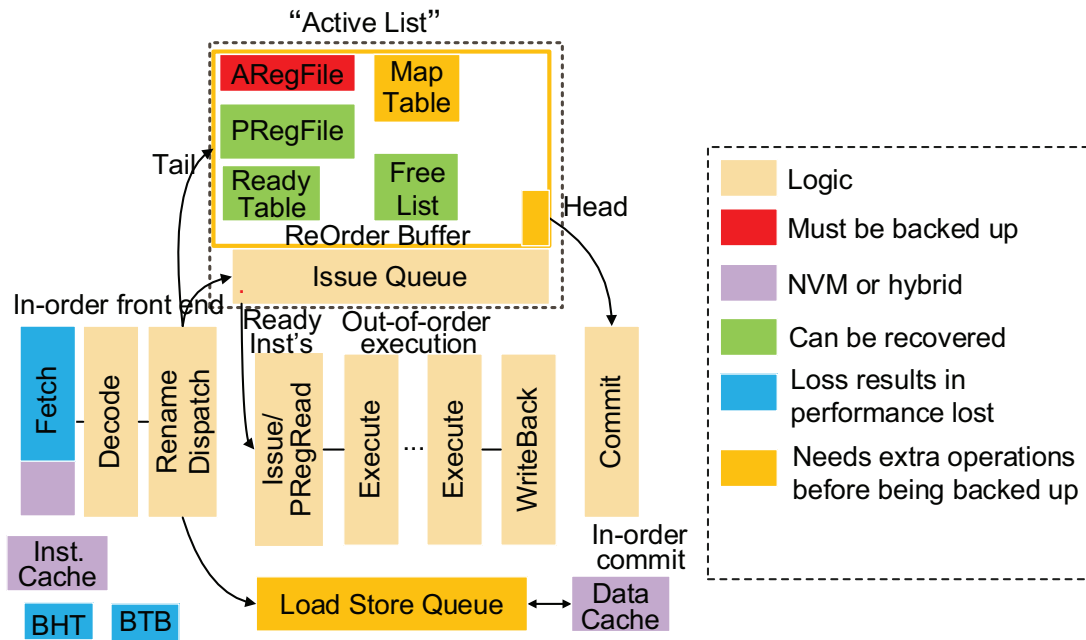 “Active List”
ARegFile
Map
Table
PRegFile
Tail
Ready
Table
Free
List
Head
ReOrder Buffer
Issue Queue
In-order front end
Ready
Inst's
Out-of-order
execution
Fetch
Decode
Rename
Dispatch
Issue/
PRegRead
Execute
...
Execute
WriteBack
Commit
In-order
commit
Inst.
Cache
Load Store Queue
Data
Cache
BHT
BTB
Logic
Must be backed up
NVM or hybrid
Can be recovered
Loss results in
performance lost
Needs extra operations
before being backed up